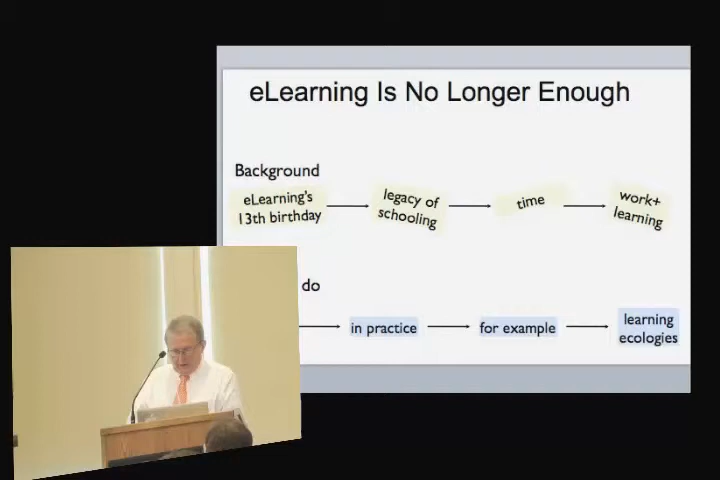 eLearning Is No Longer Enough
Background
eLearning's
13th birthday
legacy of
schooling
time
work+
learning
do
in practice
for example
learning
ecologies